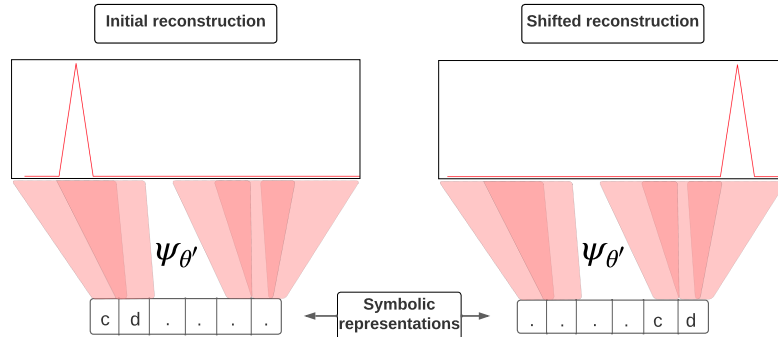 Initial reconstruction
Shifted reconstruction
ψθ′
ψθ′
c d . . . .
Symbolic
representations
. . . . c d